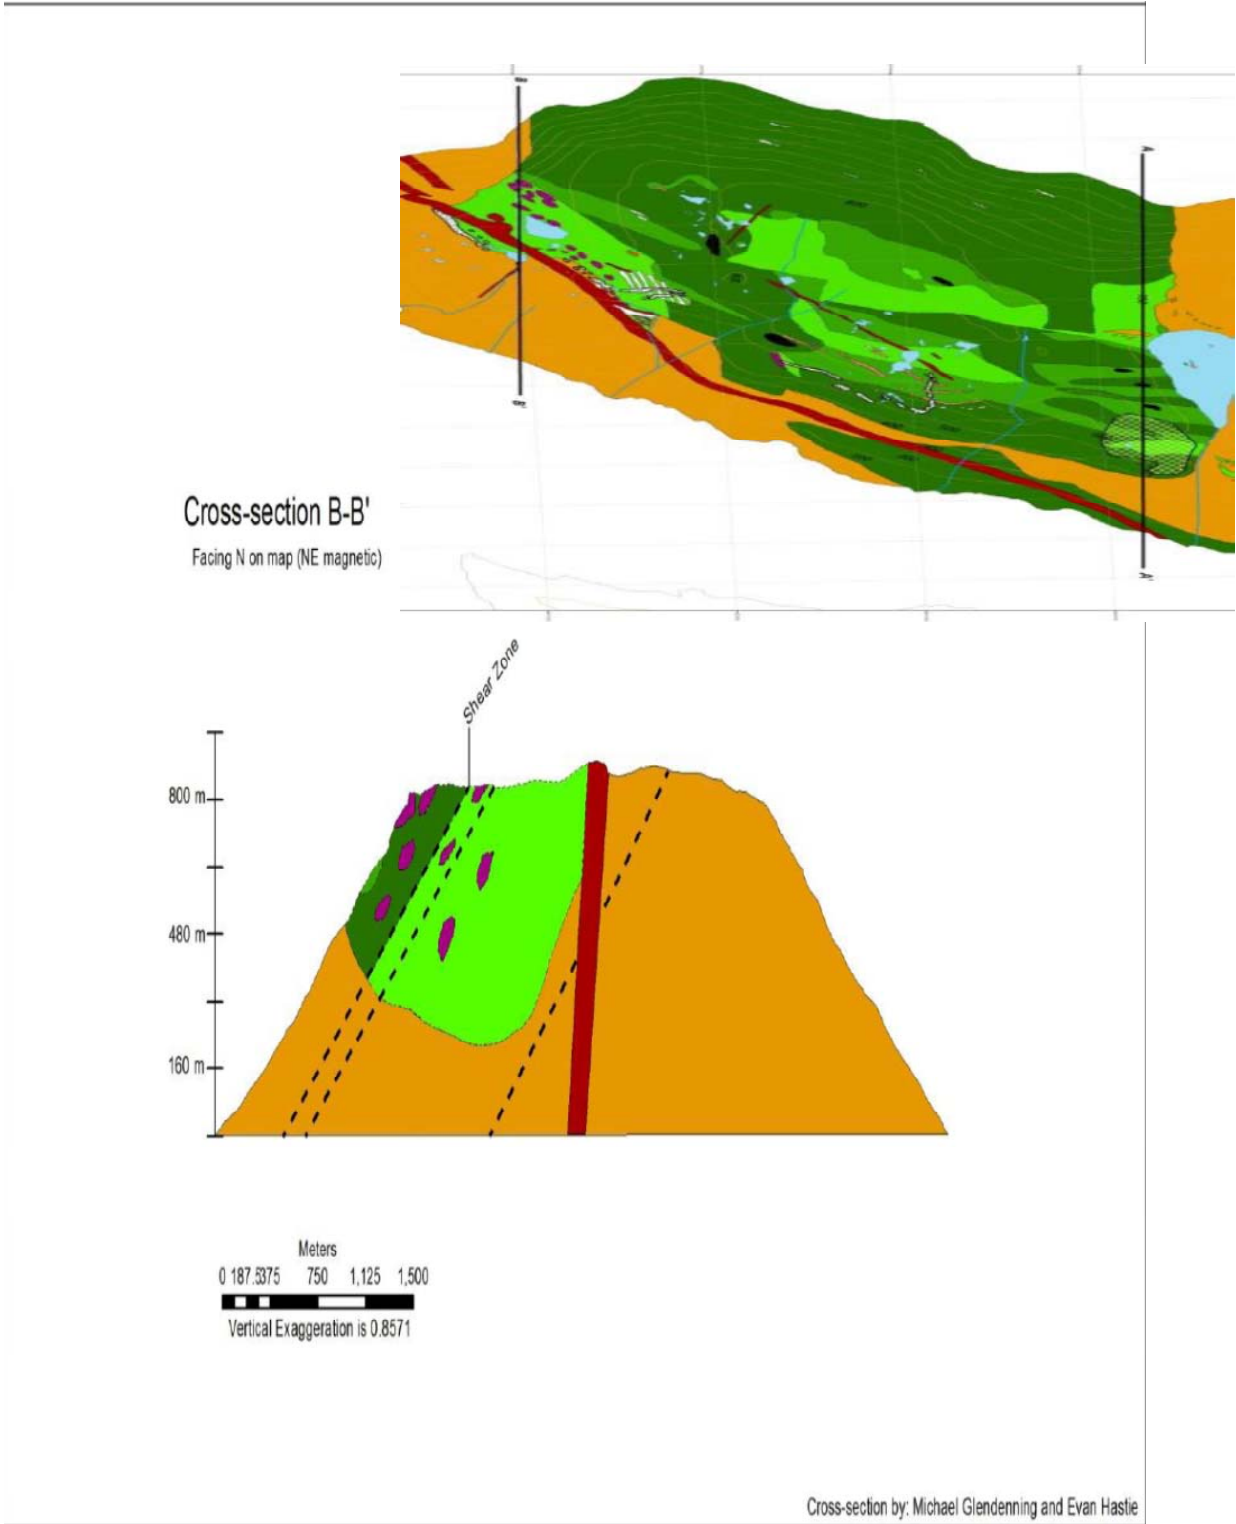 A
A'
B'
Cross-section B-B'
Facing N on map (NE magnetic)
Shear Zone
800 m
480 m
160 m
Meters
0 187.5375 750 1,125 1,500
Vertical Exaggeration is 0.8571
Cross-section by: Michael Glendenning and Evan Hastie